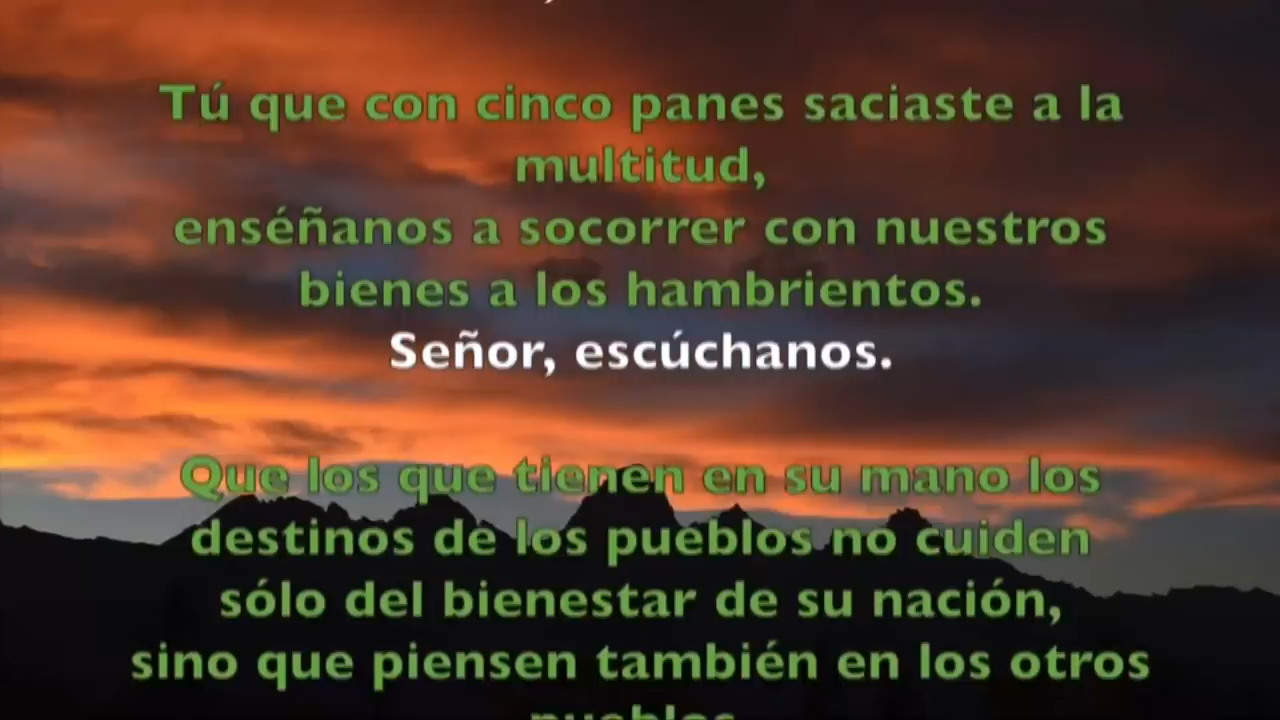 Tú que con cinco panes saciaste a la
multitud,
enséñanos a socorrer con nuestros
bienes a los hambrientos.
Señor, escúchanos.
Que los que tienen en su mano los
destinos de los pueblos no cuiden
sólo del bienestar de su nación,
sino que piensen también en los otros
pueblos